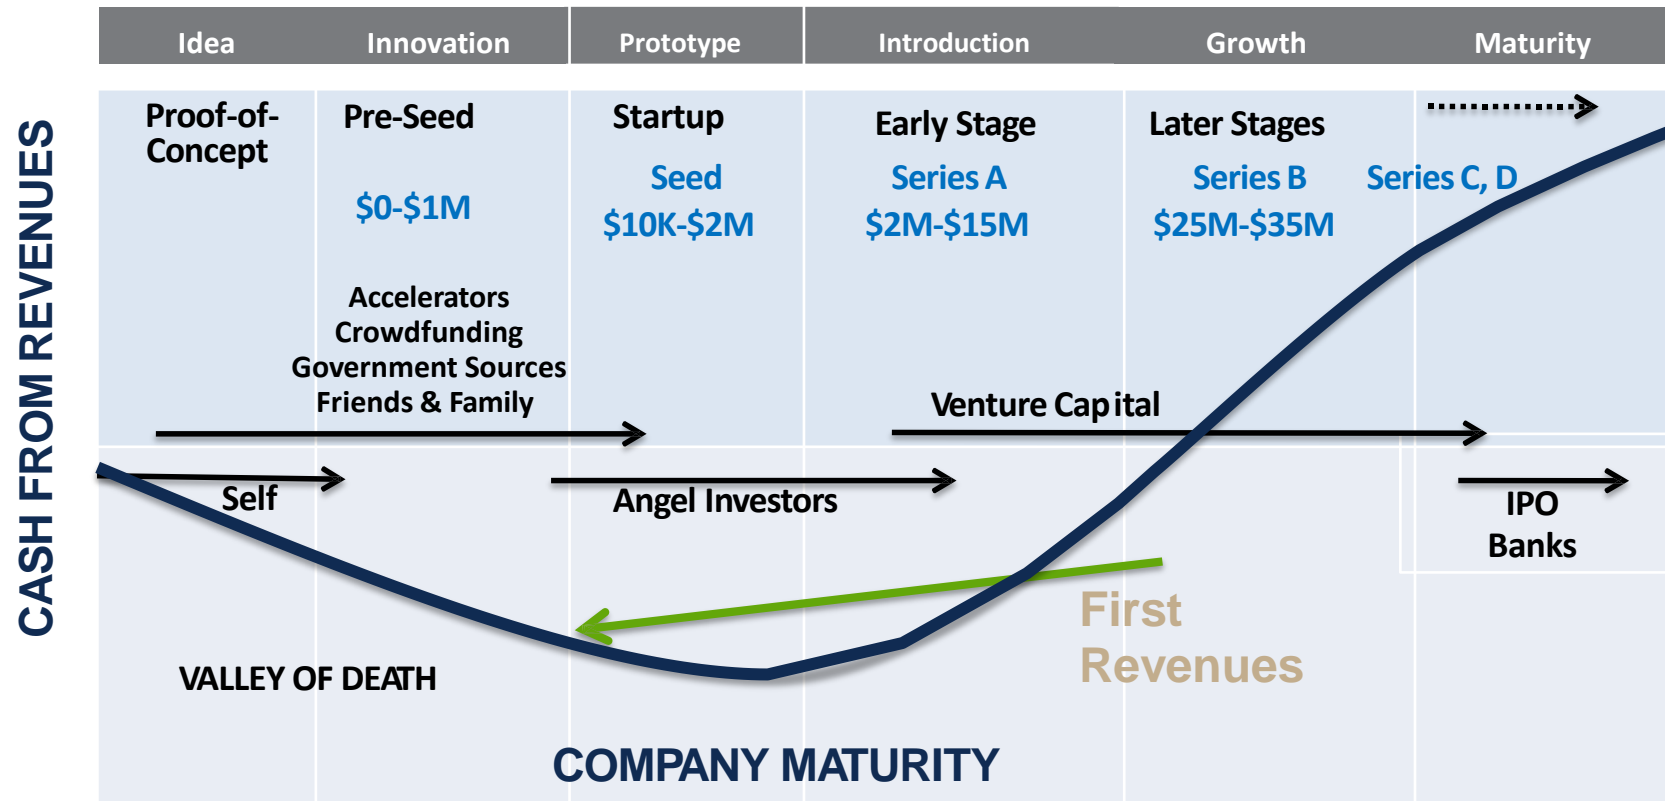 Idea Innovation Prototype Introduction Growth Maturity
CASH FROM REVENUES
Proof-of-
Concept
Pre-Seed
$0-$1M
Startup
Seed
$10K-$2M
Early Stage
Series A
$2M-$15M
Later Stages
Series B
$25M-$35M
Series C, D
Accelerators
Crowdfunding
Government Sources
Friends & Family
Venture Capital
Self
Angel Investors
IPO
Banks
First
Revenues
VALLEY OF DEATH
COMPANY MATURITY